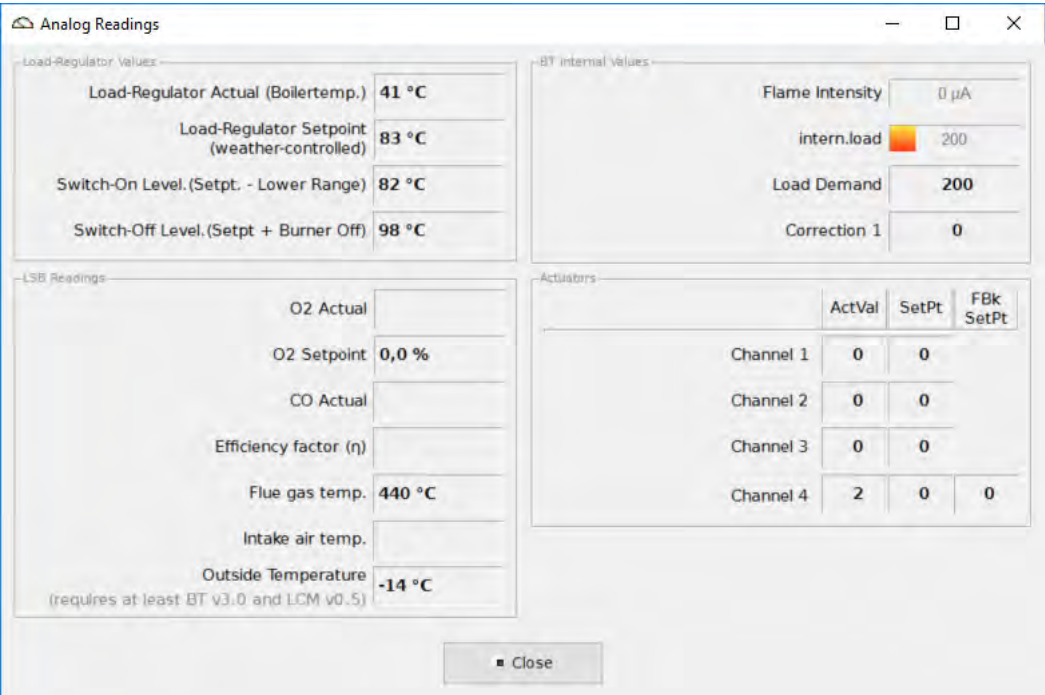 Analog Readings
Load-Regulator Values
Load-Regulator Actual (Boilertemp.) 41 °C
Load-Regulator Setpoint
(weather-controlled) 83 °C
Switch-On Level.(Setpt. - Lower Range) 82 °C
Switch-Off Level.(Setpt + Burner Off) 98 °C
BT Internal Values
Flame Intensity 0 µA
intern.load 200
Load Demand 200
Correction 1 0
LSB Readings
O2 Actual
O2 Setpoint 0,0 %
CO Actual
Efficiency factor (η)
Flue gas temp. 440 °C
Intake air temp.
Outside Temperature -14 °C
(requires at least BT v3.0 and LCM v0.5)
Actuators
ActVal SetPt FBk
SetPt
Channel 1 0 0
Channel 2 0 0
Channel 3 0 0
Channel 4 2 0 0
Close